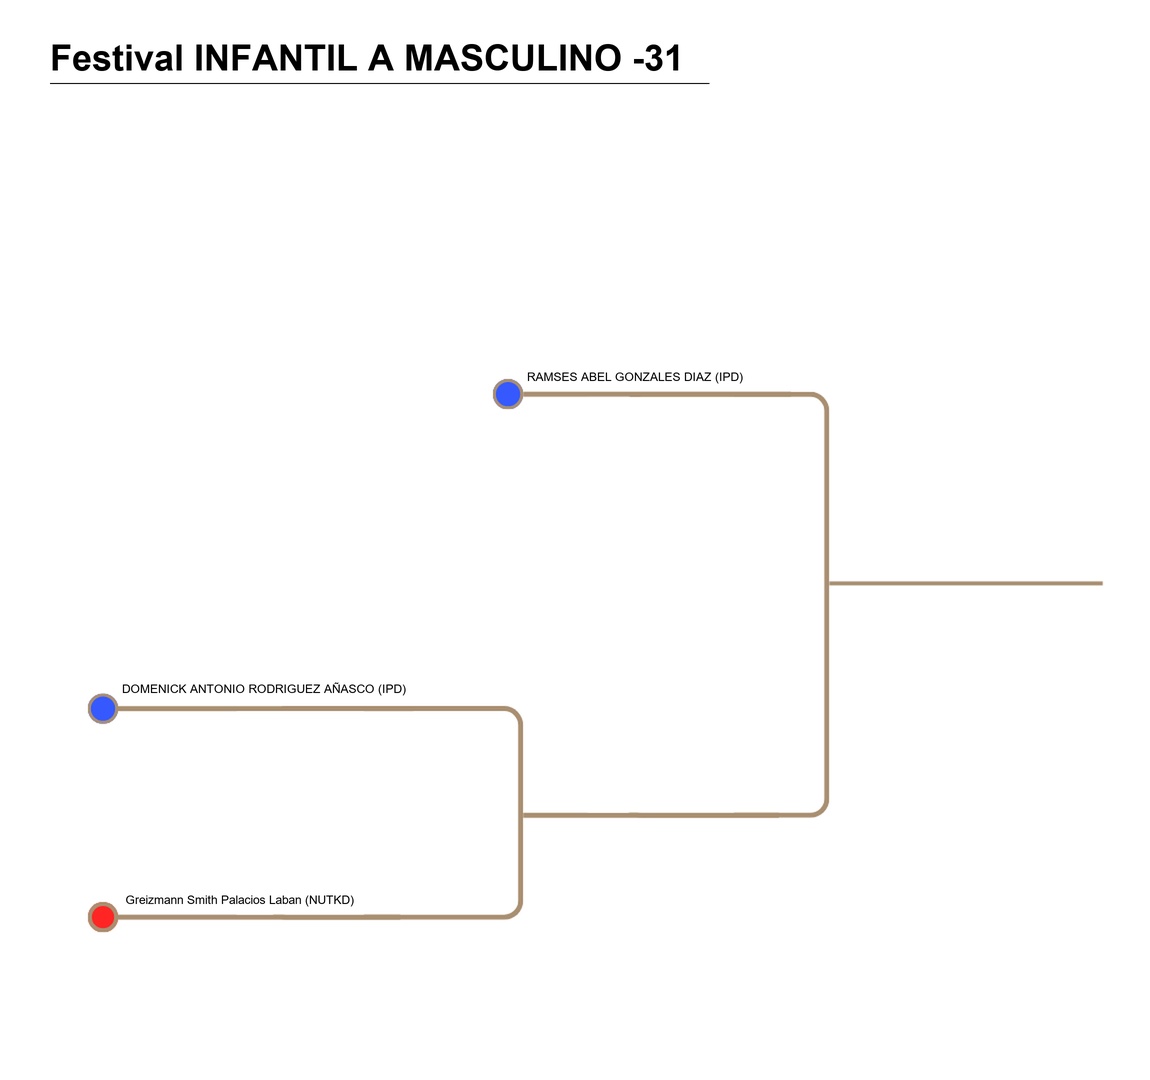 Festival INFANTIL A MASCULINO -31
RAMSES ABEL GONZALES DIAZ (IPD)
DOMENICK ANTONIO RODRIGUEZ AÑASCO (IPD)
Greizmann Smith Palacios Laban (NUTKD)